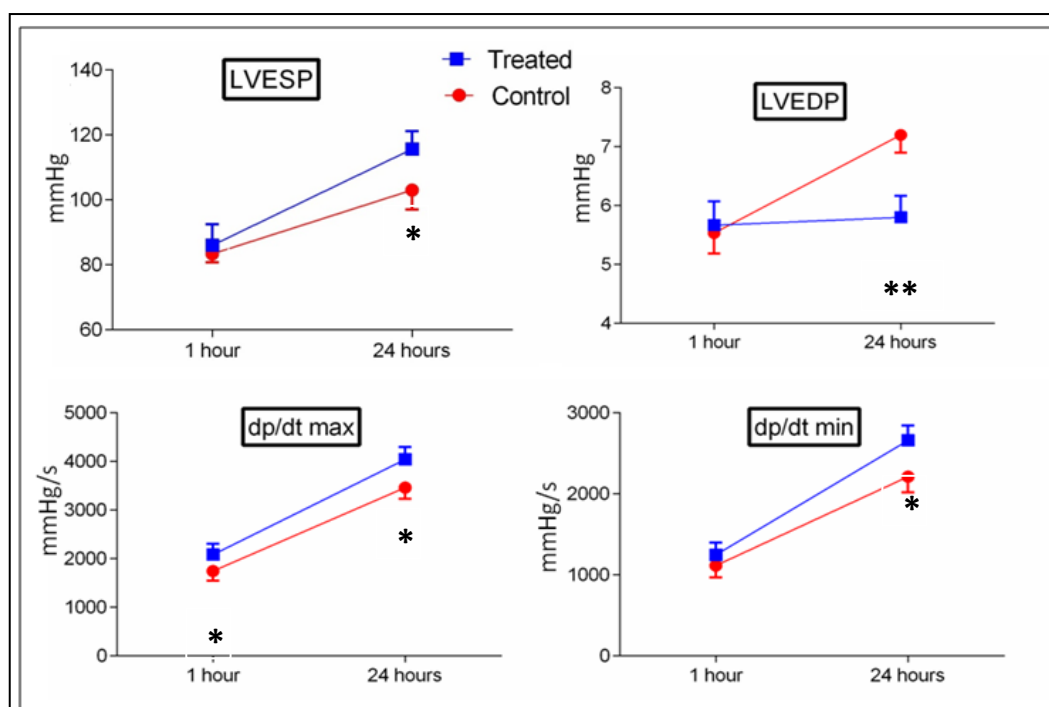 LVESP
Treated
Control
140
120
100
80
60
mmHg
*
1 hour
24 hours
LVEDP
8
7
6
5
4
mmHg
**
1 hour
24 hours
dp/dt max
5000
4000
3000
2000
1000
0
mmHg/s
*
*
1 hour
24 hours
dp/dt min
3000
2000
1000
0
mmHg/s
*
1 hour
24 hours